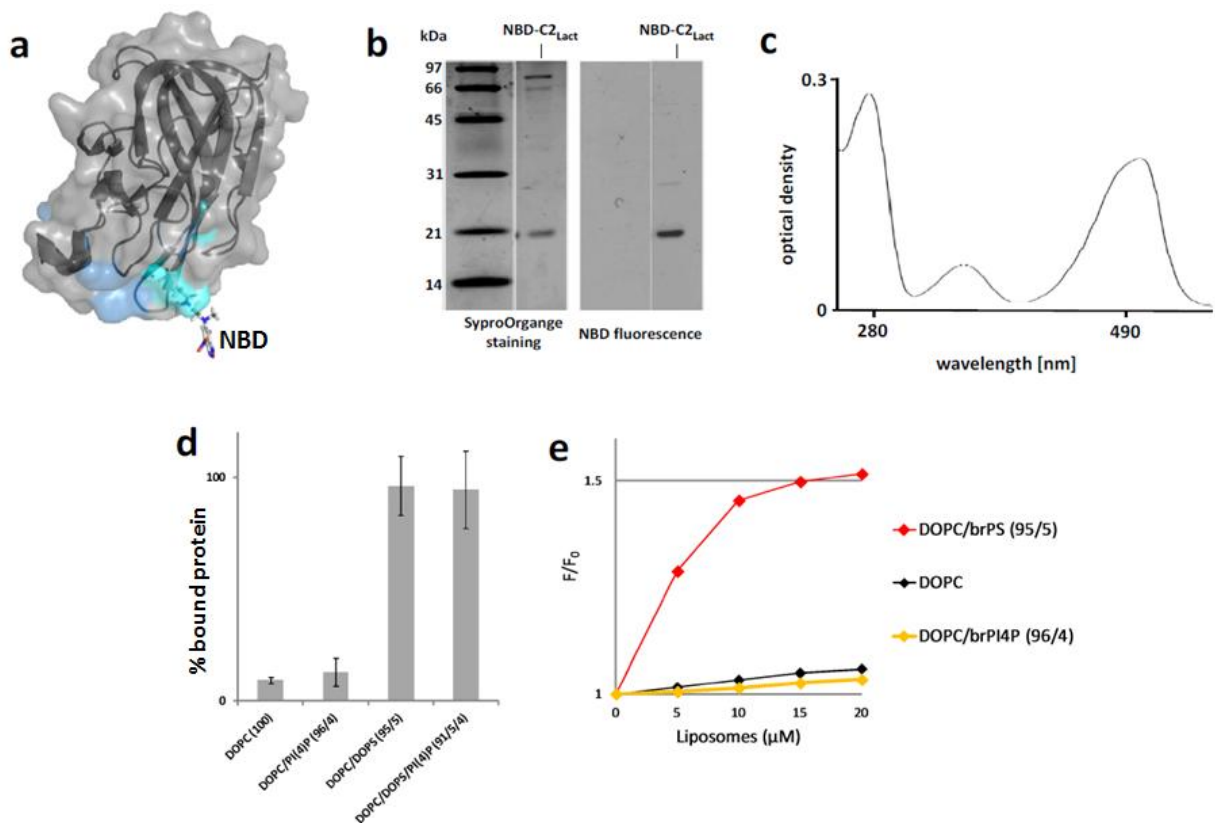 a
NBD
b
kDa
NBD-C2Lact
NBD-C2Lact
97
66
45
31
21
14
SyproOrgange
staining
NBD fluorescence
c
0.3
optical density
0
280
490
wavelength [nm]
d
% bound protein
100
0
DOPC (100)
DOPC/PI(4)P (96/4)
DOPC/DOPS (95/5)
DOPC/DOPS/PI(4)P (91/5/4)
e
F/F0
1.5
1
0
5
10
15
20
Liposomes (µM)
DOPC/brPS (95/5)
DOPC
DOPC/brPI4P (96/4)